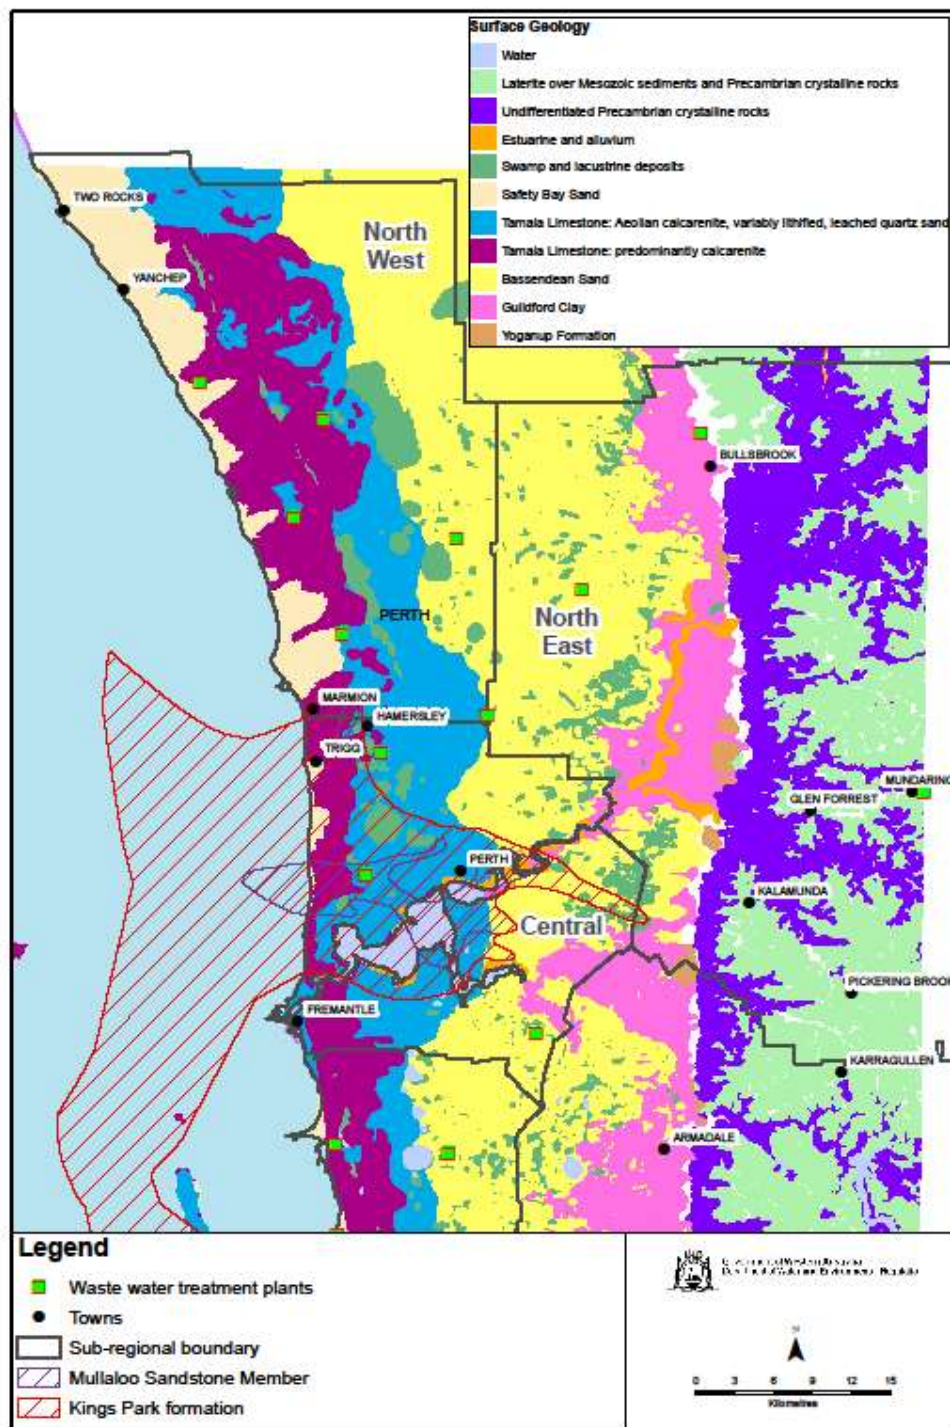 Surface Geology
Water
Laterite over Mesozoic sediments and Precambrian crystalline rocks
Undifferentiated Precambrian crystalline rocks
Estuarine and alluvium
Swamp and lacustrine deposits
Safety Bay Sand
Tamala Limestone: Aeolian calcarenite, variably lithified, leached quartz sand
Tamala Limestone: predominantly calcarenite
Bassendean Sand
Guildford Clay
Yoganup Formation
TWO ROCKS
North
West
YANCHEP
BULLSBROOK
PERTH
North
East
MARMION
HAMERSLEY
TRIGG
MUNDARING
GLEN FORREST
PERTH
KALAMUNDA
Central
PICKERING BROOK
FREMANTLE
KARRAGULLEN
ARMADALE
Legend
Waste water treatment plants
Towns
Sub-regional boundary
Mullaloo Sandstone Member
Kings Park formation
N
0 3 6 9 12 15
Kilometres